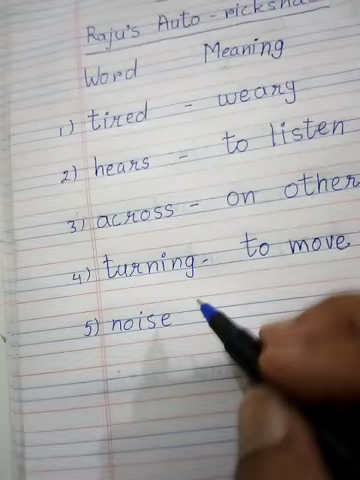 Raju's Auto - ricksha
Word Meaning
1) tired - weary
2) hears - to listen
3) across - on other
4) turning - to move
5) noise